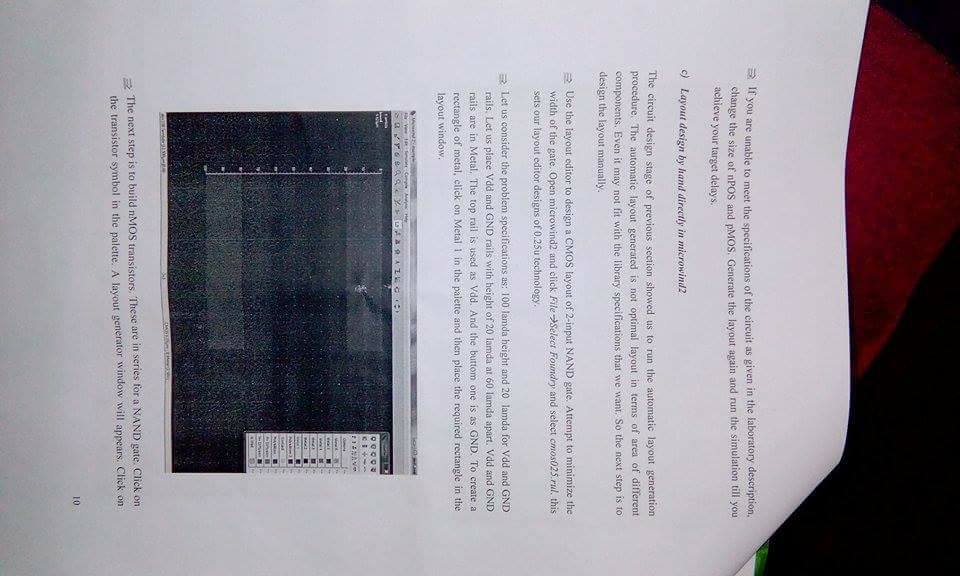 ⇒ If you are unable to meet the specifications of the circuit as given in the laboratory description,
change the size of nPOS and pMOS. Generate the layout again and run the simulation till you
achieve your target delays.
c) Layout design by hand directly in microwind2
The circuit design stage of previous section showed us to run the automatic layout generation
procedure. The automatic layout generated is not optimal layout in terms of area of different
components. Even it may not fit with the library specifications that we want. So the next step is to
design the layout manually.
⇒ Use the layout editor to design a CMOS layout of 2-input NAND gate. Attempt to minimize the
width of the gate. Open microwind2 and click File→Select Foundry and select cmos025.rul. this
sets our layout editor designs of 0.25u technology.
⇒ Let us consider the problem specifications as: 100 lamda height and 20 lamda for Vdd and GND
rails. Let us place Vdd and GND rails with height of 20 lamda at 60 lamda apart. Vdd and GND
rails are in Metal. The top rail is used as Vdd. And the buttom one is as GND. To create a
rectangle of metal, click on Metal 1 in the palette and then place the required rectangle in the
layout window.
File View Edit Simulate Compile Analysis Help
⇒ The next step is to build nMOS transistors. These are in series for a NAND gate. Click on
the transistor symbol in the palette. A layout generator window will appears. Click on
10